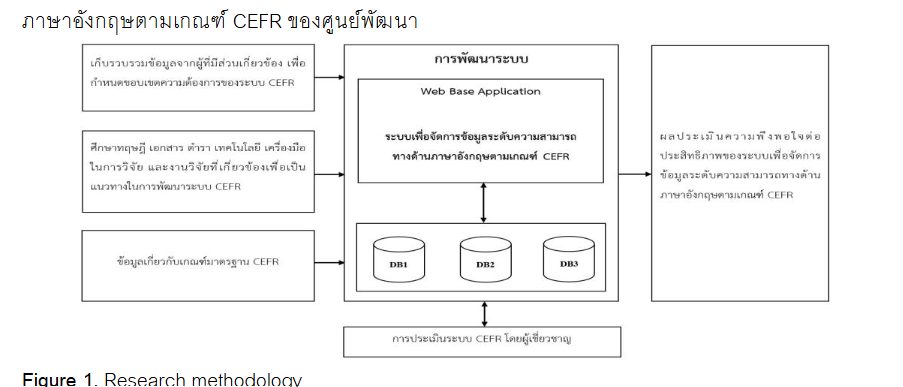 ภาษาอังกฤษตามเกณฑ์ CEFR ของศูนย์พัฒนา
เก็บรวบรวมข้อมูลจากผู้ที่มีส่วนเกี่ยวข้อง เพื่อ
กำหนดขอบเขตความต้องการของระบบ CEFR
ศึกษาทฤษฎี เอกสาร ตำรา เทคโนโลยี เครื่องมือ
ในการวิจัย และงานวิจัยที่เกี่ยวข้องเพื่อเป็น
แนวทางในการพัฒนาระบบ CEFR
ข้อมูลเกี่ยวกับเกณฑ์มาตรฐาน CEFR
การพัฒนาระบบ
Web Base Application
ระบบเพื่อจัดการข้อมูลระดับความสามารถ
ทางด้านภาษาอังกฤษตามเกณฑ์ CEFR
DB1 DB2 DB3
การประเมินระบบ CEFR โดยผู้เชี่ยวชาญ
ผลประเมินความพึงพอใจต่อ
ประสิทธิภาพของระบบเพื่อจัดการ
ข้อมูลระดับความสามารถทางด้าน
ภาษาอังกฤษตามเกณฑ์ CEFR
Figure 1. Research methodology